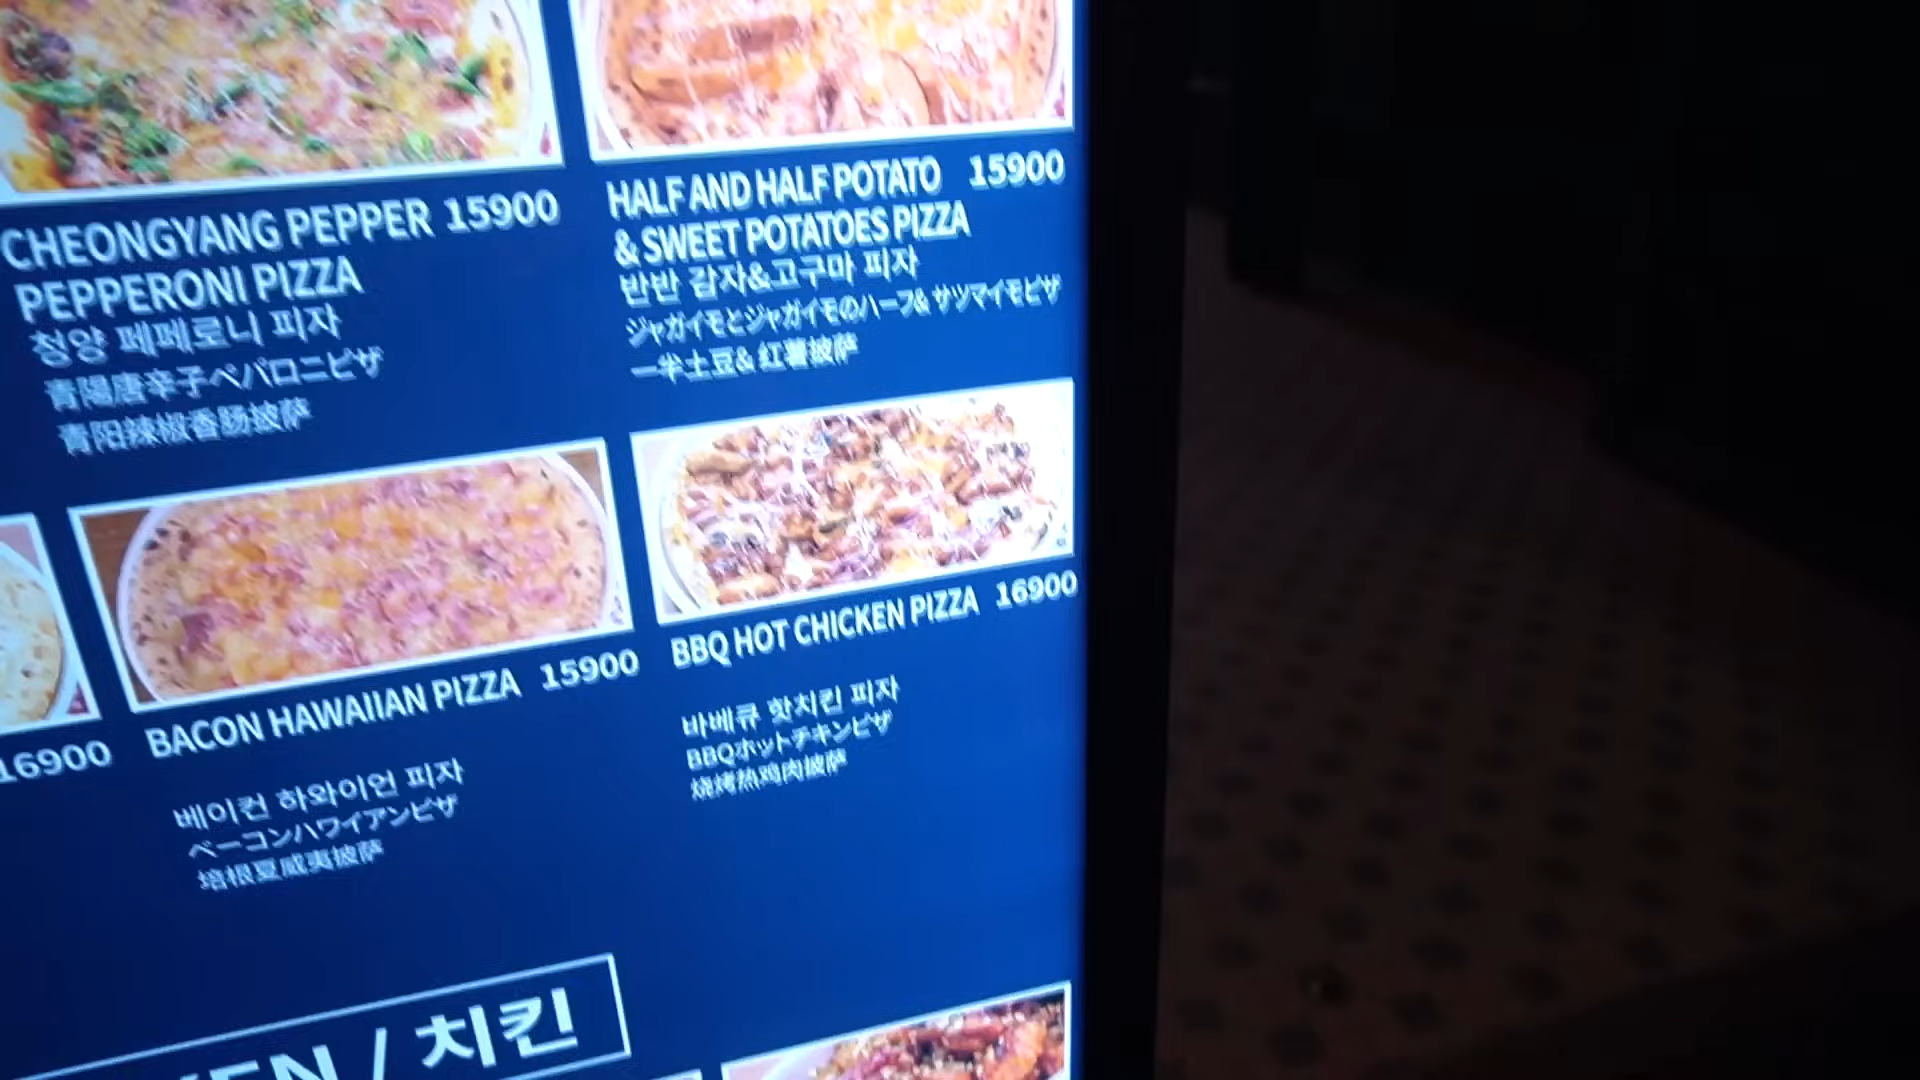 CHEONGYANG PEPPER 15900
PEPPERONI PIZZA
청양 페페로니 피자
青陽唐辛子ペパロニピザ
青阳辣椒香肠披萨
HALF AND HALF POTATO 15900
& SWEET POTATOES PIZZA
반반 감자&고구마 피자
ジャガイモとジャガイモのハーフ&サツマイモピザ
一半土豆&红薯披萨
16900
BACON HAWAIIAN PIZZA 15900
베이컨 하와이언 피자
ベーコンハワイアンピザ
培根夏威夷披萨
BBQ HOT CHICKEN PIZZA 16900
바베큐 핫치킨 피자
BBQホットチキンピザ
烧烤热鸡肉披萨
KEN / 치킨